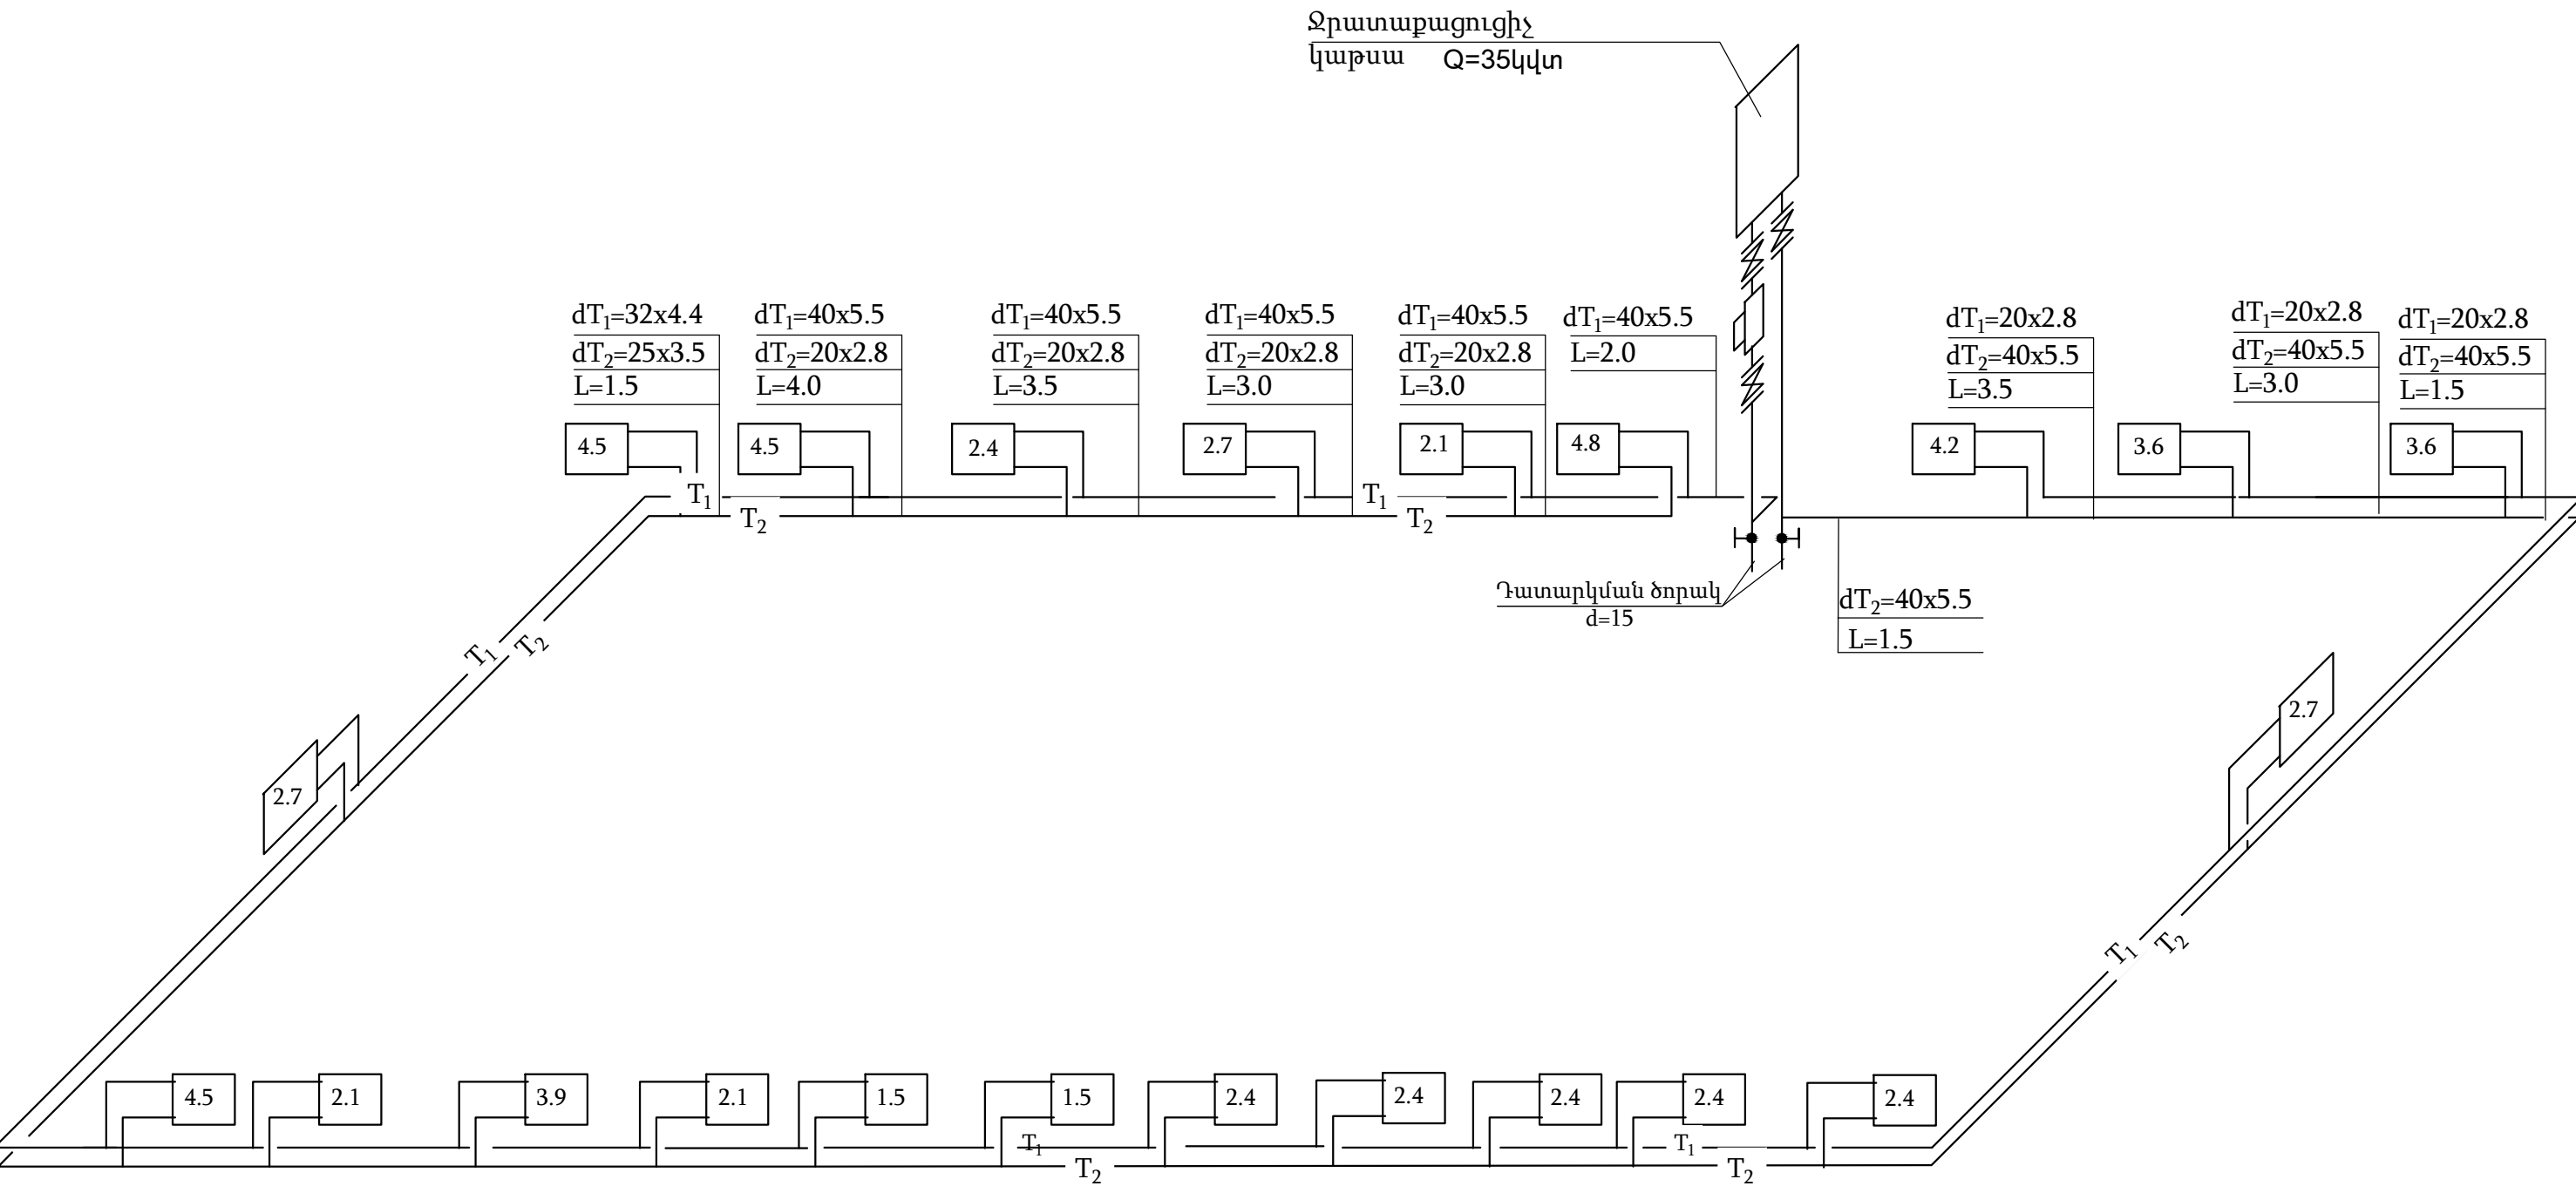 Ջրատաքացուցիչ
կաթսա Q=35կվտ
dT₁=32x4.4
dT₂=25x3.5
L=1.5
dT₁=40x5.5
dT₂=20x2.8
L=4.0
dT₁=40x5.5
dT₂=20x2.8
L=3.5
dT₁=40x5.5
dT₂=20x2.8
L=3.0
dT₁=40x5.5
dT₂=20x2.8
L=3.0
dT₁=40x5.5
L=2.0
dT₁=20x2.8
dT₂=40x5.5
L=3.5
dT₁=20x2.8
dT₂=40x5.5
L=3.0
dT₁=20x2.8
dT₂=40x5.5
L=1.5
4.5
4.5
2.4
2.7
2.1
4.8
4.2
3.6
3.6
T₁
T₂
T₁
T₂
Դատարկման ծորակ
d=15
dT₂=40x5.5
L=1.5
T₁
T₂
2.7
2.7
T₁
T₂
4.5
2.1
3.9
2.1
1.5
1.5
2.4
2.4
2.4
2.4
2.4
T₁
T₂
T₁
T₂